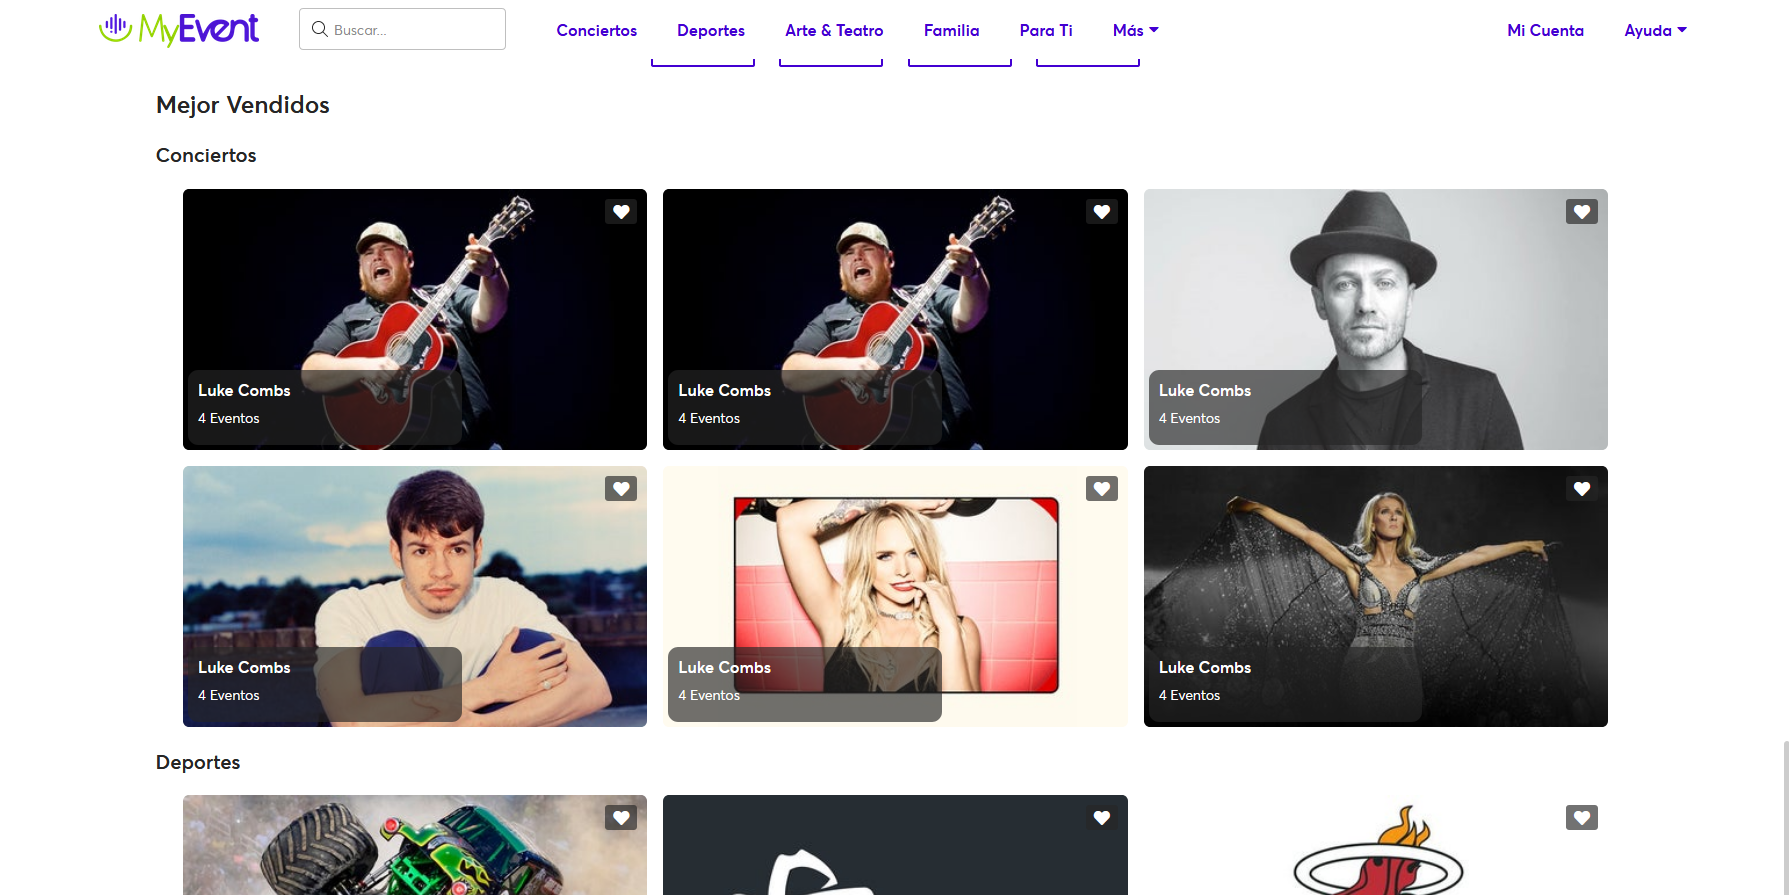 MyEvent
Buscar...
Conciertos
Deportes
Arte & Teatro
Familia
Para Ti
Más
Mi Cuenta
Ayuda
Mejor Vendidos
Conciertos
Luke Combs
4 Eventos
Luke Combs
4 Eventos
Luke Combs
4 Eventos
Luke Combs
4 Eventos
Luke Combs
4 Eventos
Luke Combs
4 Eventos
Deportes